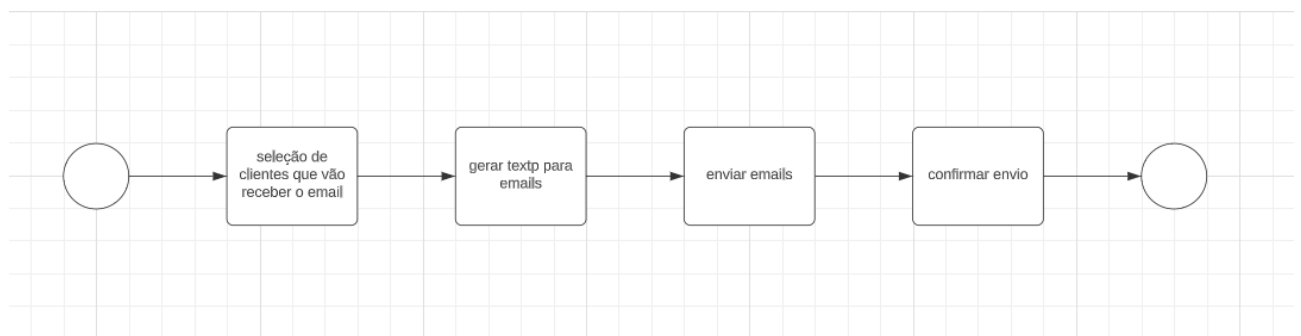 seleção de
clientes que vão
receber o email
gerar textp para
emails
enviar emails
confirmar envio